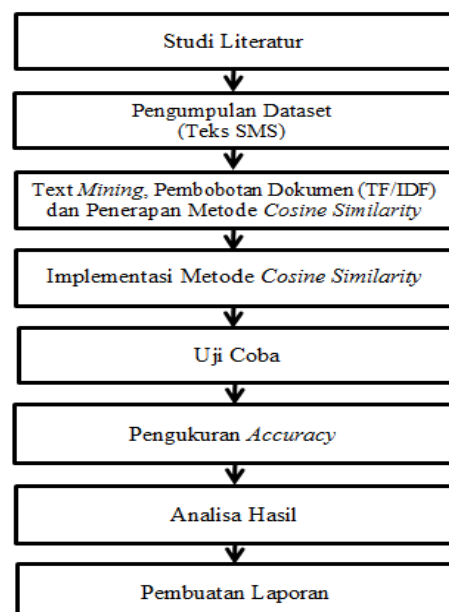 Studi Literatur
Pengumpulan Dataset
(Teks SMS)
Text Mining, Pembobotan Dokumen (TF/IDF)
dan Penerapan Metode Cosine Similarity
Implementasi Metode Cosine Similarity
Uji Coba
Pengukuran Accuracy
Analisa Hasil
Pembuatan Laporan